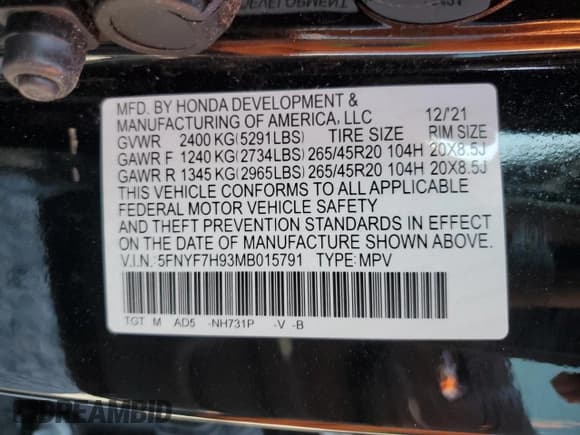 MFD. BY HONDA DEVELOPMENT &
MANUFACTURING OF AMERICA, LLC 12/'21
GVWR 2400 KG(5291LBS) TIRE SIZE RIM SIZE
GAWR F 1240 KG(2734LBS) 265/45R20 104H 20X8.5J
GAWR R 1345 KG(2965LBS) 265/45R20 104H 20X8.5J
THIS VEHICLE CONFORMS TO ALL APPLICABLE
FEDERAL MOTOR VEHICLE SAFETY
AND THEFT PREVENTION STANDARDS IN EFFECT
ON THE DATE OF MANUFACTURE SHOWN ABOVE.
V.I.N.:5FNYF7H93MB015791 TYPE:MPV
TGT M AD5 -NH731P -V -B
DREAMBID